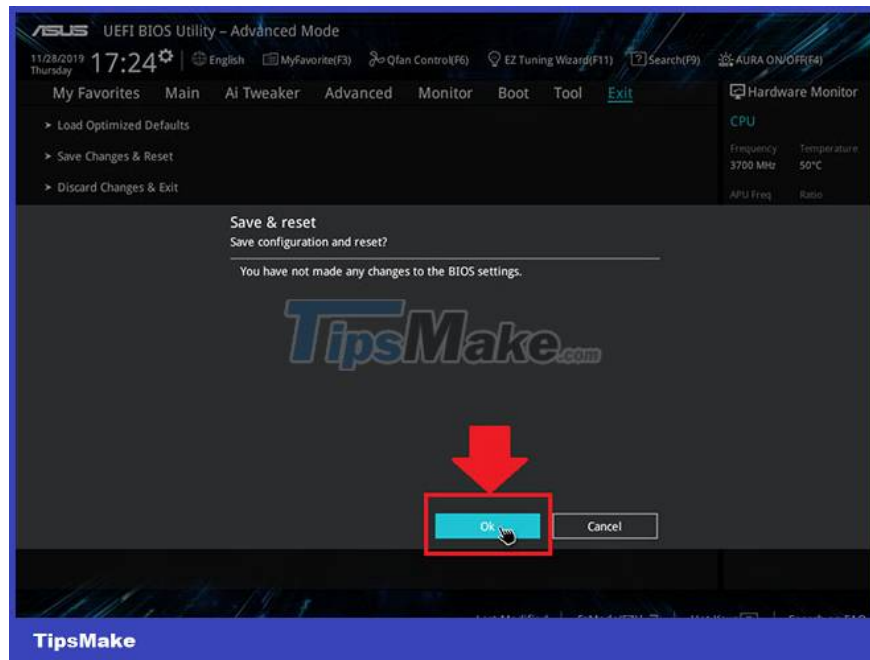 ASUS UEFI BIOS Utility – Advanced Mode
11/28/2019 Thursday 17:24 English MyFavorite(F3) Qfan Control(F6) EZ Tuning Wizard(F11) ? Search(F9) AURA ON/OFF(F4)
My Favorites Main Ai Tweaker Advanced Monitor Boot Tool Exit Hardware Monitor
> Load Optimized Defaults
CPU
> Save Changes & Reset
Frequency Temperature
3700 MHz 50°C
> Discard Changes & Exit
APU Freq Ratio
Save & reset
Save configuration and reset?
You have not made any changes to the BIOS settings.
TipsMake.com
Ok Cancel
TipsMake